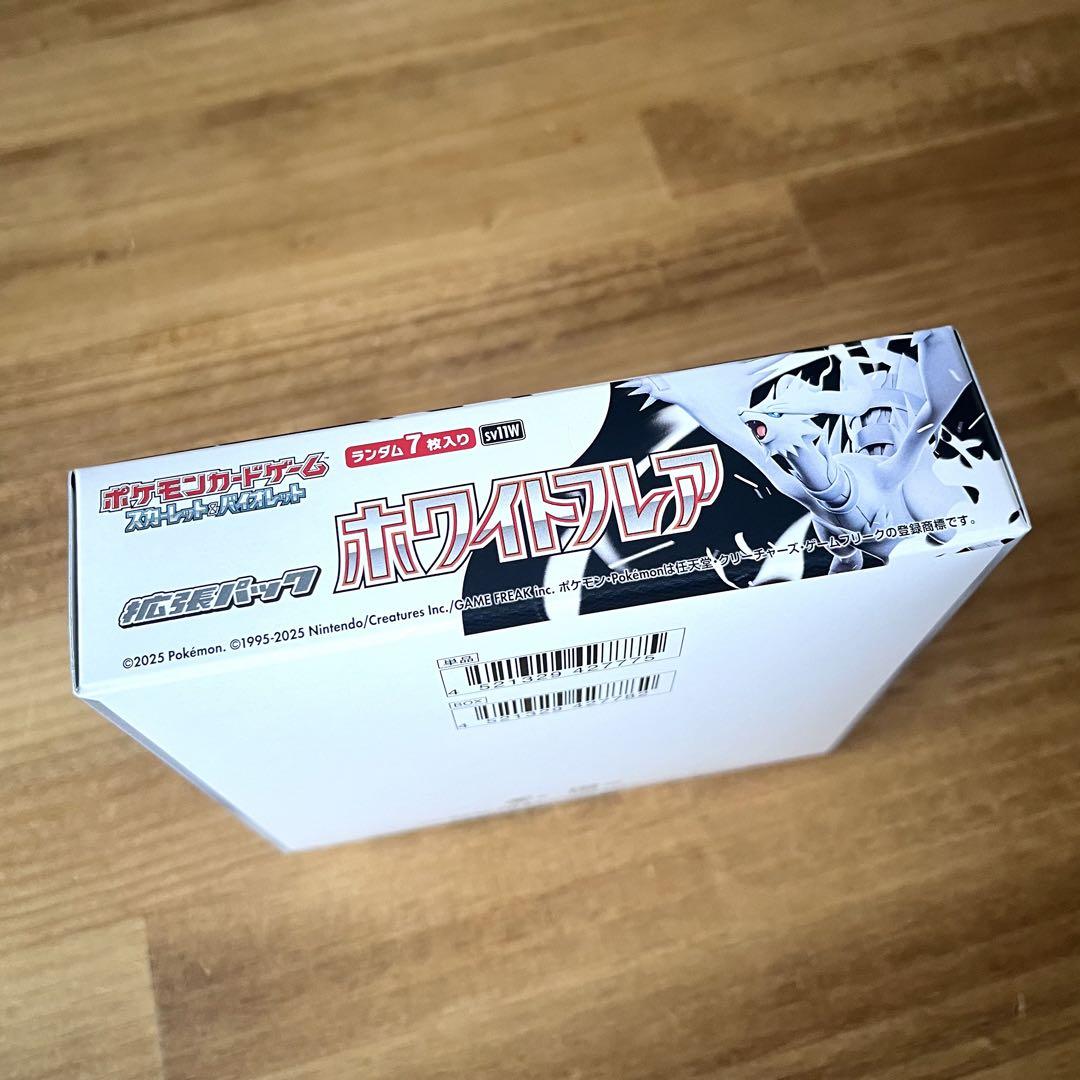 ポケモンカードゲーム
スカーレット&バイオレット
ランダム7枚入り
sv11W
拡張パック
ホワイトフレア
©2025 Pokémon. ©1995-2025 Nintendo/Creatures Inc./GAME FREAK inc. ポケモン・Pokémonは任天堂・クリーチャーズ・ゲームフリークの登録商標です。
単品
4 521329 427775
BOX
4 521329 427782